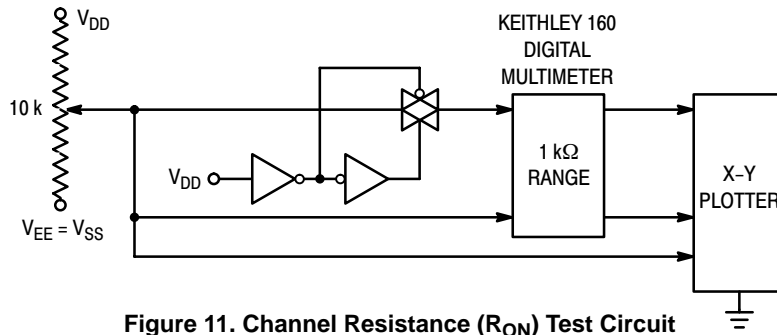 V_DD
KEITHLEY 160
DIGITAL
MULTIMETER
10 k
1 kΩ
RANGE
X–Y
PLOTTER
V_DD
V_EE = V_SS
Figure 11. Channel Resistance (R_ON) Test Circuit